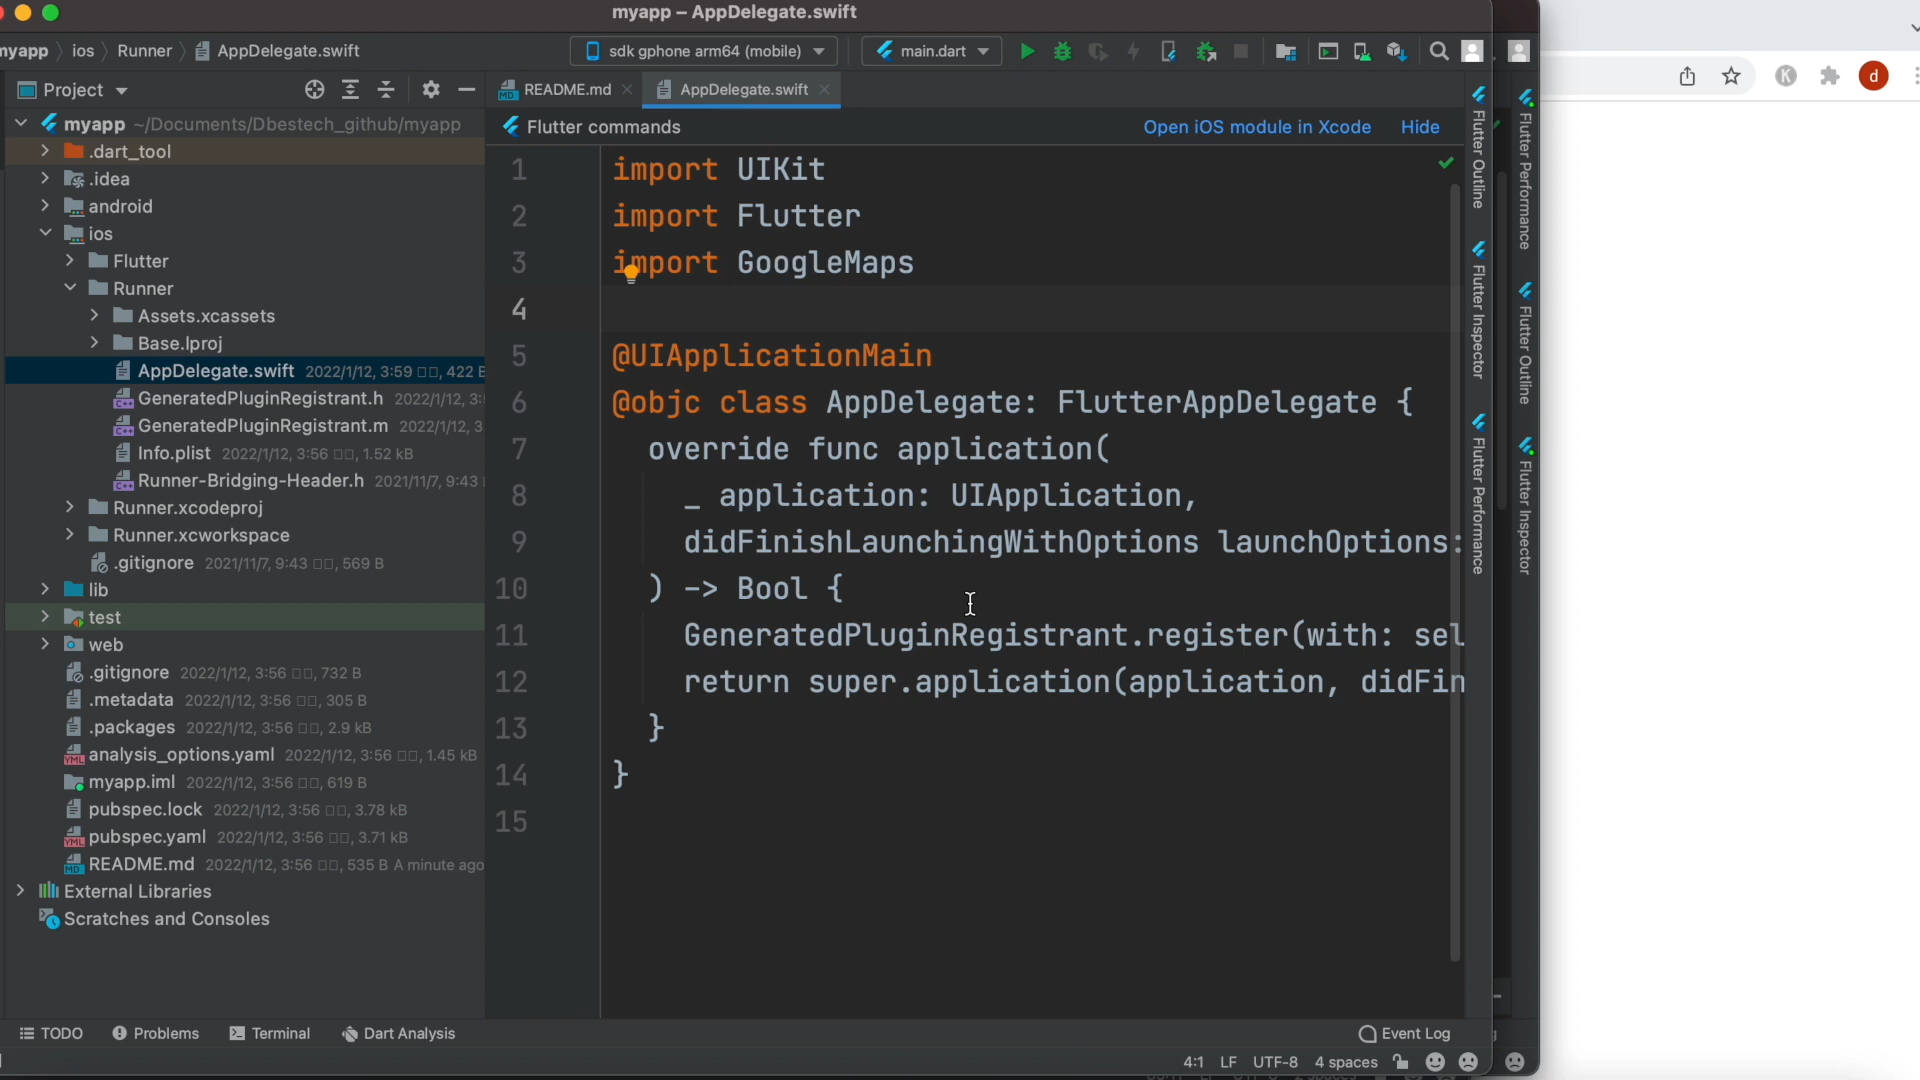 myapp – AppDelegate.swift
myapp
ios
Runner
AppDelegate.swift
sdk gphone arm64 (mobile)
main.dart
K
d
Project
README.md
AppDelegate.swift
myapp ~/Documents/Dbestech_github/myapp
.dart_tool
.idea
android
ios
Flutter
Runner
Assets.xcassets
Base.lproj
AppDelegate.swift 2022/1/12, 3:59 □□, 422 B
GeneratedPluginRegistrant.h 2022/1/12, 3:
GeneratedPluginRegistrant.m 2022/1/12, 3
Info.plist 2022/1/12, 3:56 □□, 1.52 kB
Runner-Bridging-Header.h 2021/11/7, 9:43
Runner.xcodeproj
Runner.xcworkspace
.gitignore 2021/11/7, 9:43 □□, 569 B
lib
test
web
.gitignore 2022/1/12, 3:56 □□, 732 B
.metadata 2022/1/12, 3:56 □□, 305 B
.packages 2022/1/12, 3:56 □□, 2.9 kB
analysis_options.yaml 2022/1/12, 3:56 □□, 1.45 kB
myapp.iml 2022/1/12, 3:56 □□, 619 B
pubspec.lock 2022/1/12, 3:56 □□, 3.78 kB
pubspec.yaml 2022/1/12, 3:56 □□, 3.71 kB
README.md 2022/1/12, 3:56 □□, 535 B A minute ago
External Libraries
Scratches and Consoles
Flutter commands
Open iOS module in Xcode
Hide
1 import UIKit
2 import Flutter
3 import GoogleMaps
4
5 @UIApplicationMain
6 @objc class AppDelegate: FlutterAppDelegate {
7 override func application(
8 _ application: UIApplication,
9 didFinishLaunchingWithOptions launchOptions:
10 ) -> Bool {
11 GeneratedPluginRegistrant.register(with: sel
12 return super.application(application, didFin
13 }
14 }
15
Flutter Outline
Flutter Inspector
Flutter Performance
Flutter Performance
Flutter Outline
Flutter Inspector
TODO
Problems
Terminal
Dart Analysis
Event Log
4:1 LF UTF-8 4 spaces